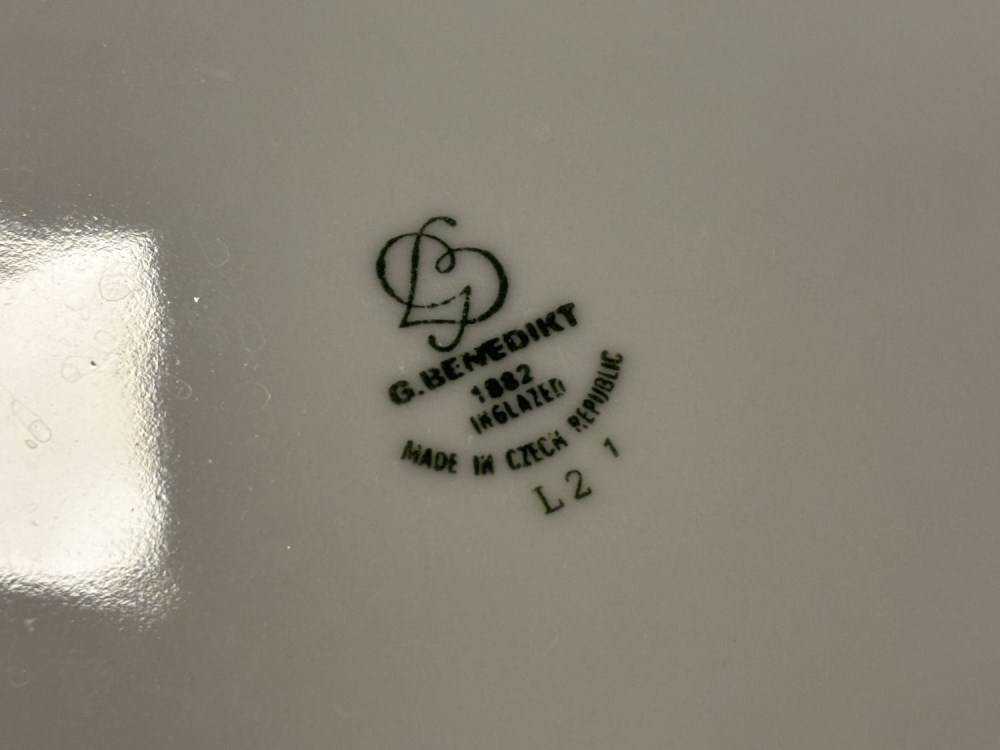 G.BENEDIKT
1882
INGLAZED
MADE IN CZECH REPUBLIC
L2 1